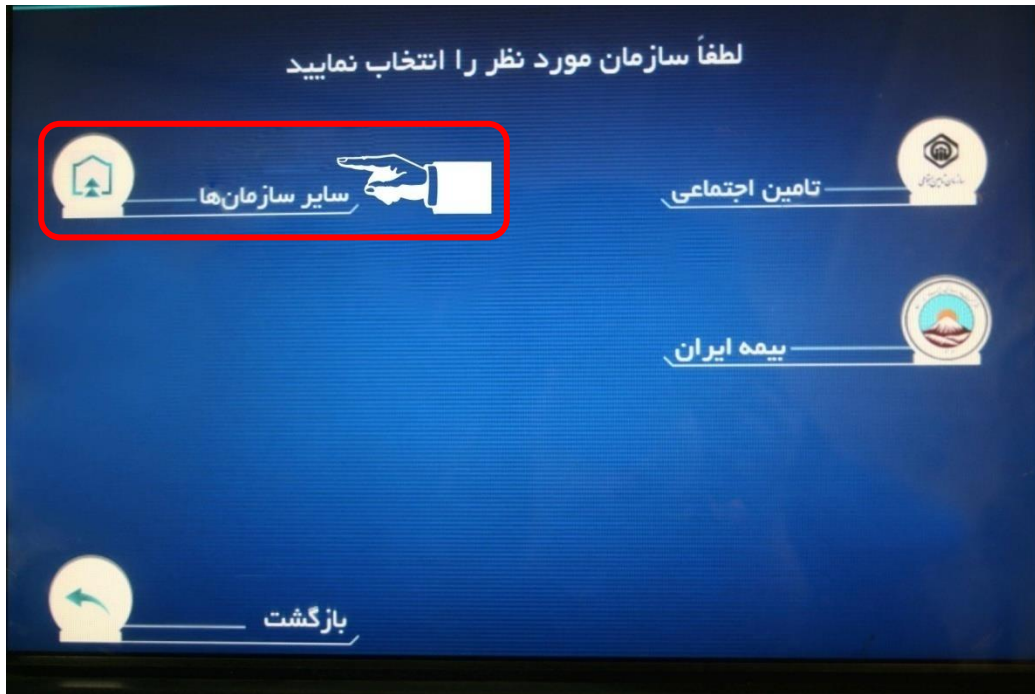 لطفاً سازمان مورد نظر را انتخاب نمایید
تامین اجتماعی
سایر سازمان‌ها
بیمه ایران
بازگشت